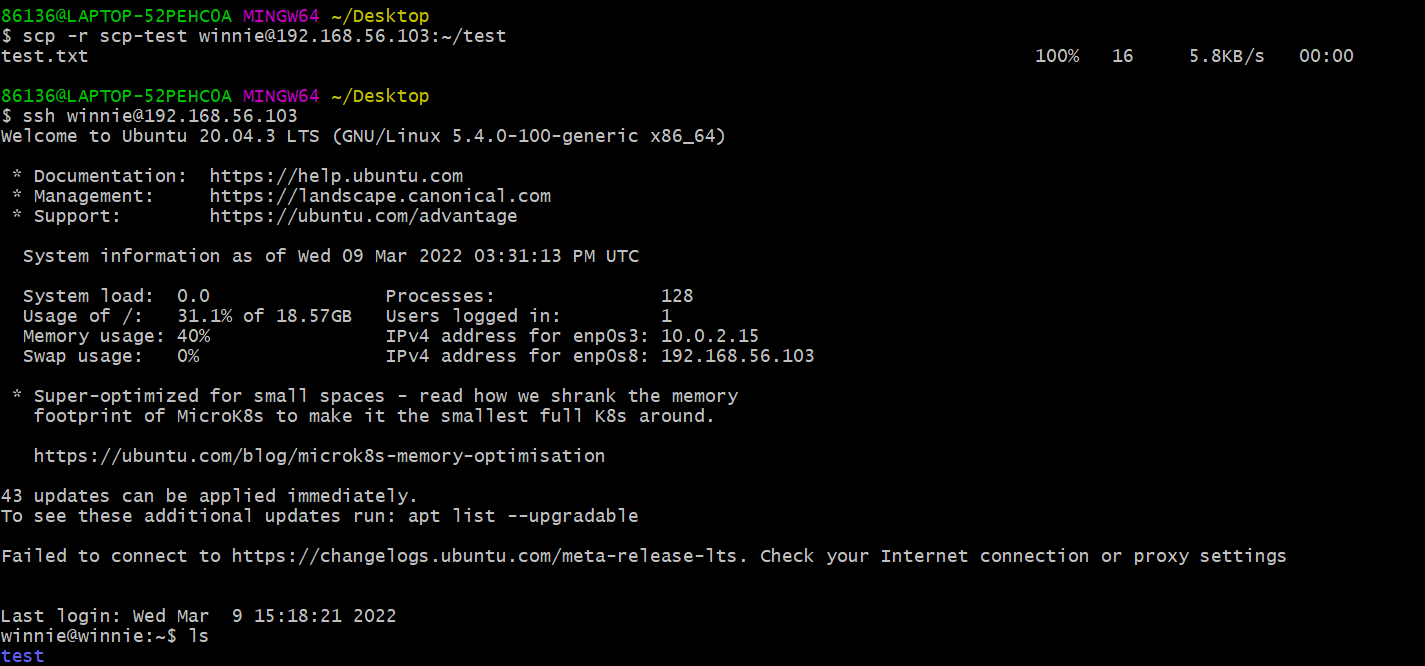 86136@LAPTOP-52PEHC0A MINGW64 ~/Desktop
$ scp -r scp-test winnie@192.168.56.103:~/test
test.txt 100% 16 5.8KB/s 00:00
86136@LAPTOP-52PEHC0A MINGW64 ~/Desktop
$ ssh winnie@192.168.56.103
Welcome to Ubuntu 20.04.3 LTS (GNU/Linux 5.4.0-100-generic x86_64)
* Documentation: https://help.ubuntu.com
* Management: https://landscape.canonical.com
* Support: https://ubuntu.com/advantage
System information as of Wed 09 Mar 2022 03:31:13 PM UTC
System load: 0.0 Processes: 128
Usage of /: 31.1% of 18.57GB Users logged in: 1
Memory usage: 40% IPv4 address for enp0s3: 10.0.2.15
Swap usage: 0% IPv4 address for enp0s8: 192.168.56.103
* Super-optimized for small spaces - read how we shrank the memory
footprint of MicroK8s to make it the smallest full K8s around.
https://ubuntu.com/blog/microk8s-memory-optimisation
43 updates can be applied immediately.
To see these additional updates run: apt list --upgradable
Failed to connect to https://changelogs.ubuntu.com/meta-release-lts. Check your Internet connection or proxy settings
Last login: Wed Mar  9 15:18:21 2022
winnie@winnie:~$ ls
test